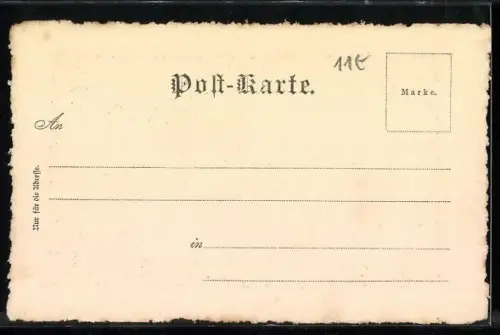 11€
Post-Karte.
Marke.
An
Nur für die Adresse.
in